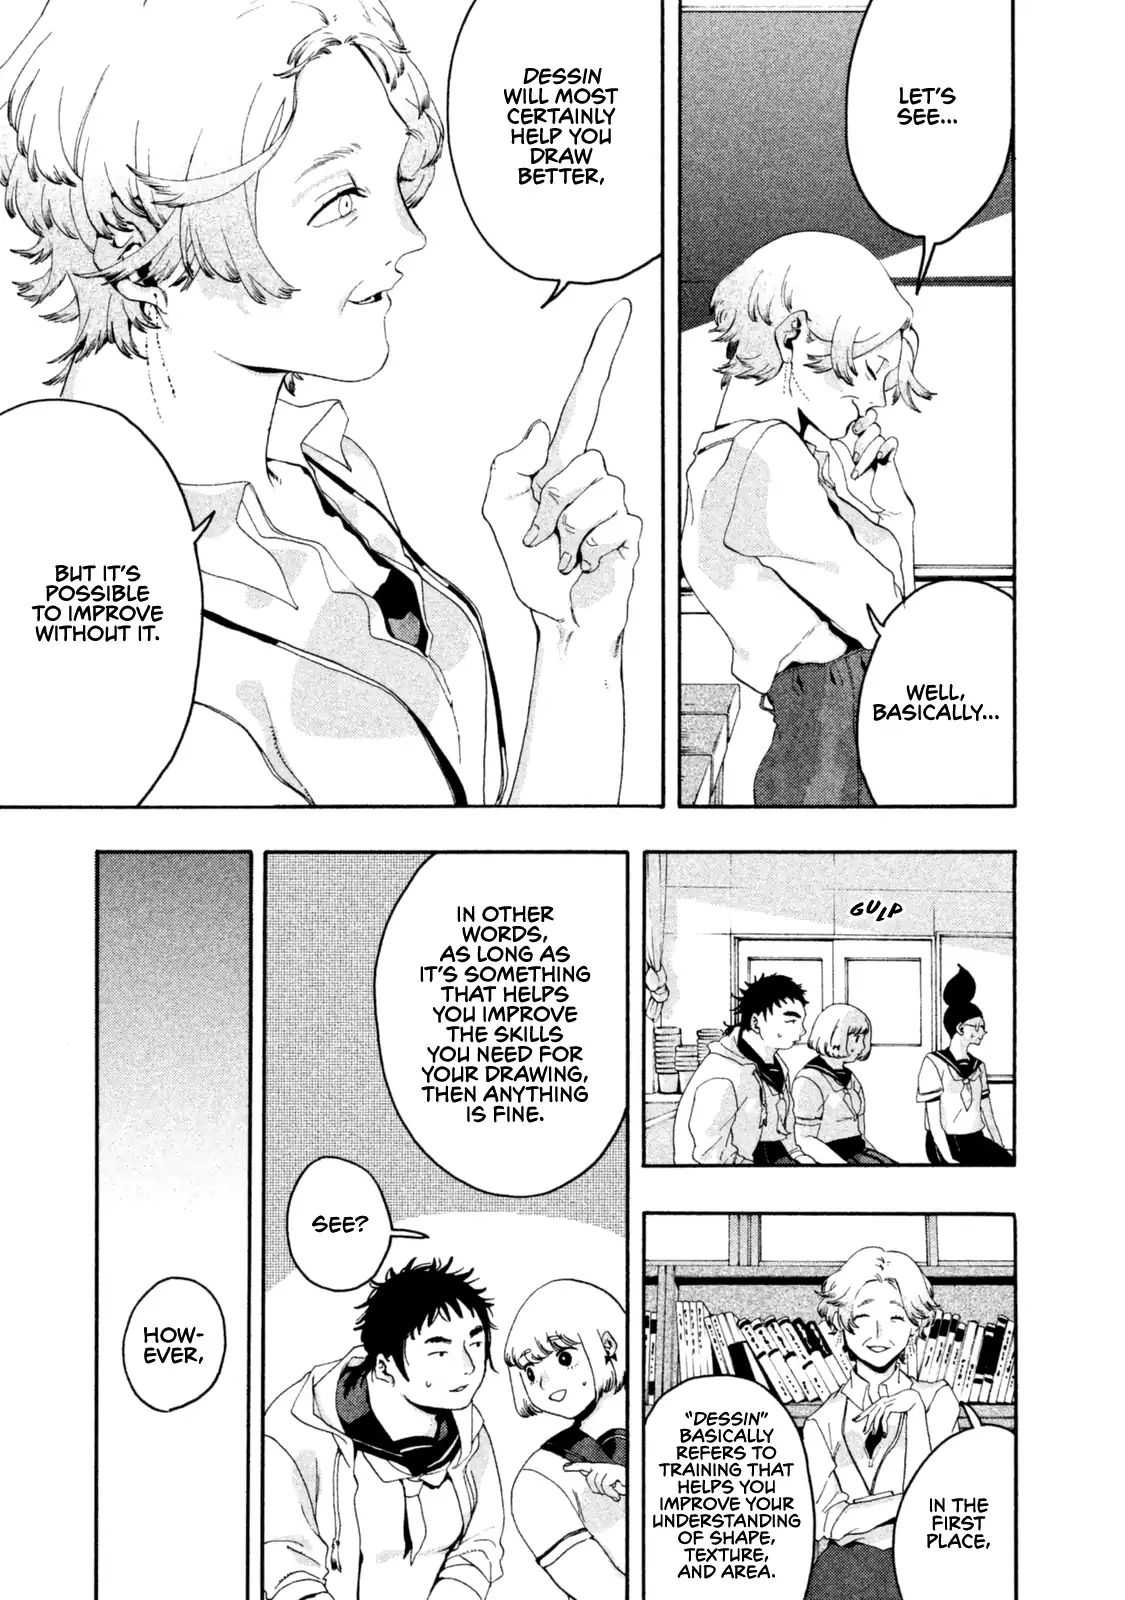 LET'S
SEE...
WELL,
BASICALLY...
DESSIN
WILL MOST
CERTAINLY
HELP YOU
DRAW
BETTER,
BUT IT'S
POSSIBLE
TO IMPROVE
WITHOUT IT.
GULP
IN THE
FIRST
PLACE,
"DESSIN"
BASICALLY
REFERS TO
TRAINING THAT
HELPS YOU
IMPROVE YOUR
UNDERSTANDING
OF SHAPE,
TEXTURE,
AND AREA.
IN OTHER
WORDS,
AS LONG AS
IT'S SOMETHING
THAT HELPS
YOU IMPROVE
THE SKILLS
YOU NEED FOR
YOUR DRAWING,
THEN ANYTHING
IS FINE.
SEE?
HOW-
EVER,